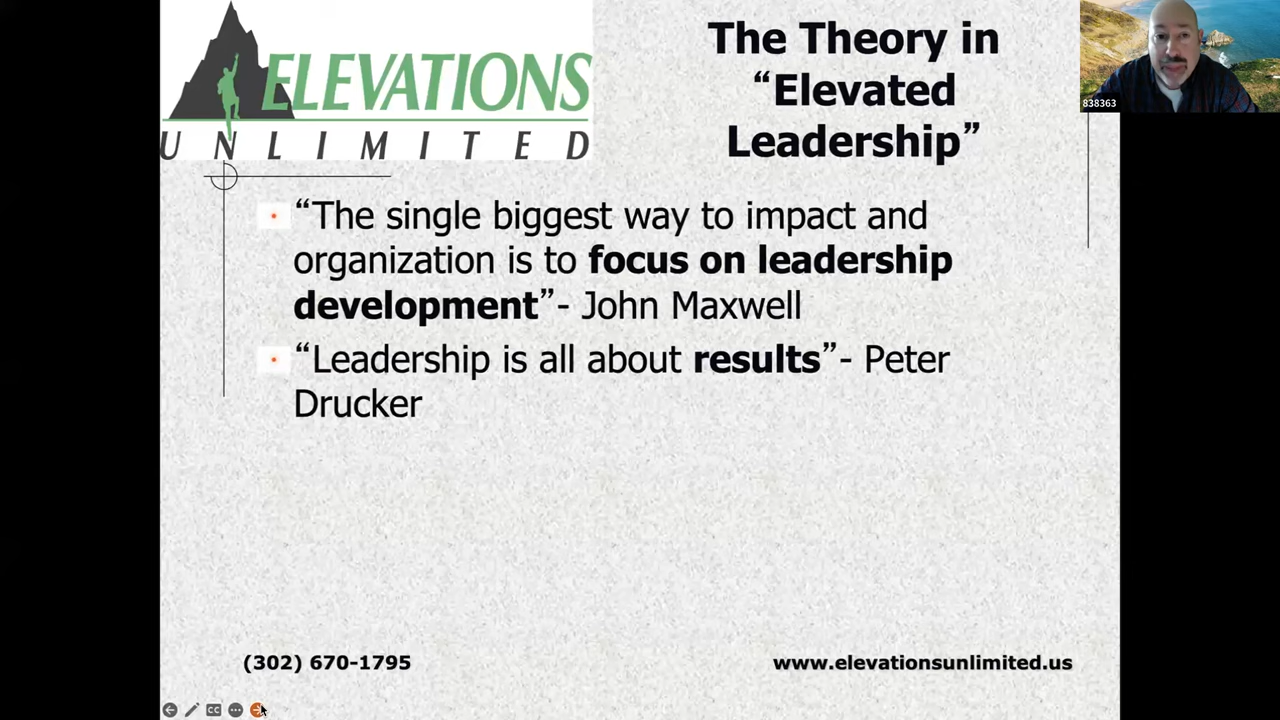 ELEVATIONS
UNLIMITED
The Theory in
“Elevated
Leadership”
838363
“The single biggest way to impact and
organization is to focus on leadership
development”- John Maxwell
“Leadership is all about results”- Peter
Drucker
(302) 670-1795
www.elevationsunlimited.us
CC